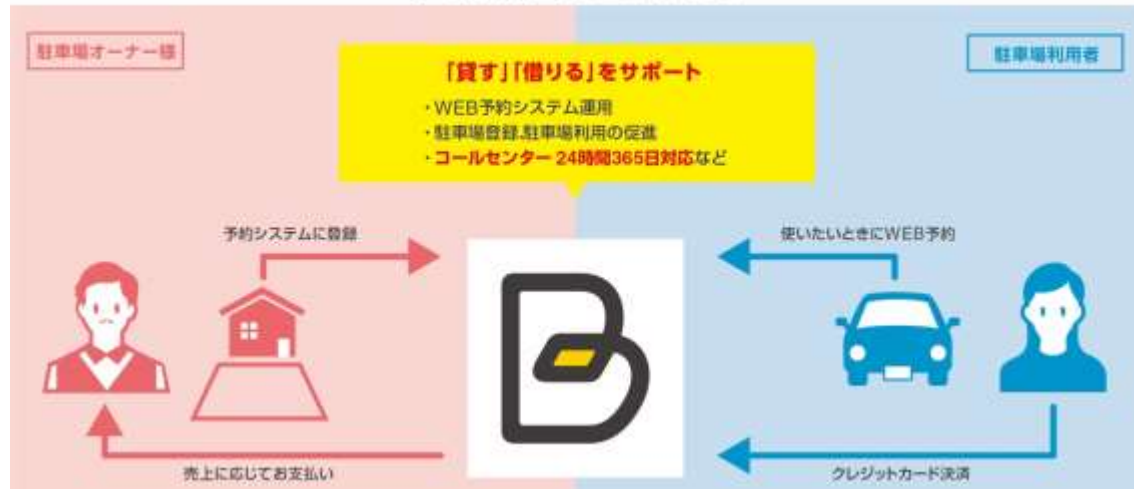 駐車場オーナー様
駐車場利用者
「貸す」「借りる」をサポート
・WEB予約システム運用
・駐車場登録、駐車場利用の促進
・コールセンター 24時間365日対応など
予約システムに登録
使いたいときにWEB予約
B
売上に応じてお支払い
クレジットカード決済